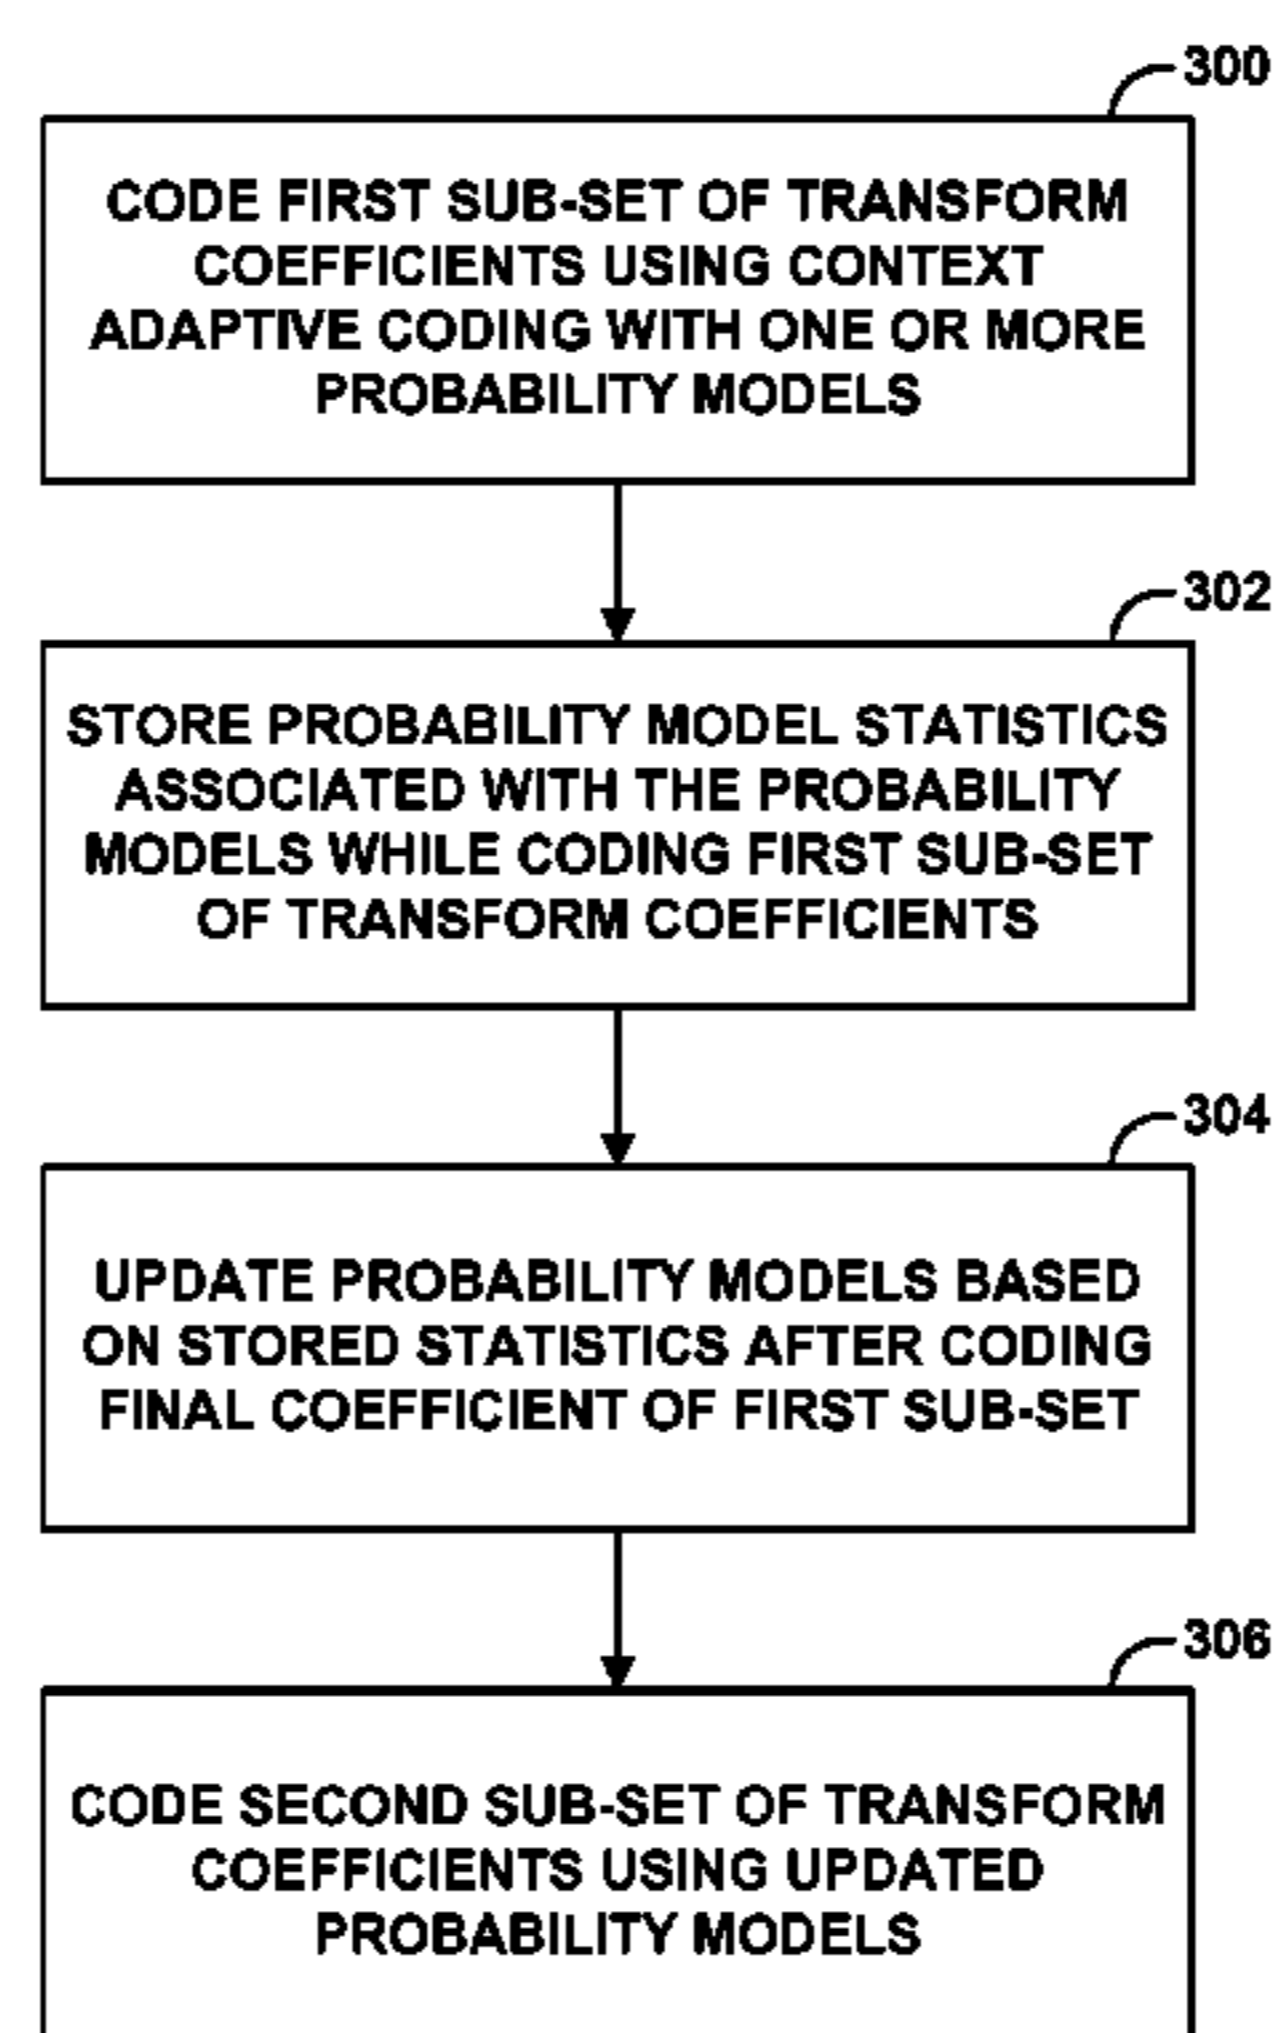 300
CODE FIRST SUB-SET OF TRANSFORM
COEFFICIENTS USING CONTEXT
ADAPTIVE CODING WITH ONE OR MORE
PROBABILITY MODELS
302
STORE PROBABILITY MODEL STATISTICS
ASSOCIATED WITH THE PROBABILITY
MODELS WHILE CODING FIRST SUB-SET
OF TRANSFORM COEFFICIENTS
304
UPDATE PROBABILITY MODELS BASED
ON STORED STATISTICS AFTER CODING
FINAL COEFFICIENT OF FIRST SUB-SET
306
CODE SECOND SUB-SET OF TRANSFORM
COEFFICIENTS USING UPDATED
PROBABILITY MODELS